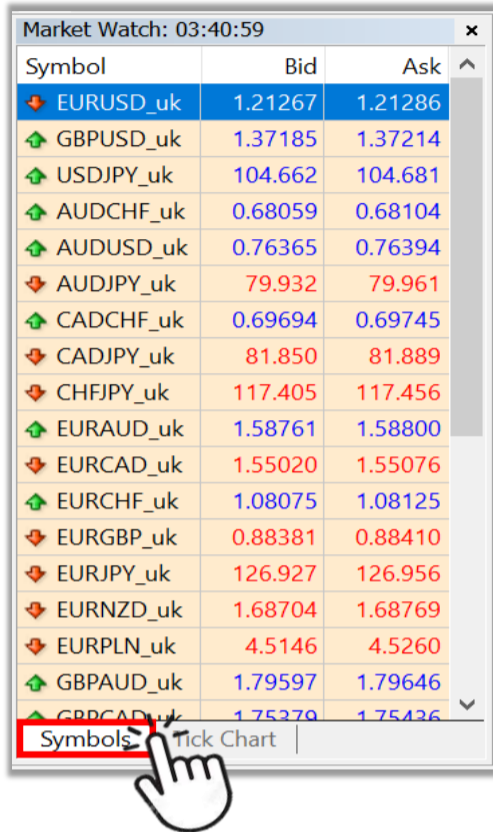 Market Watch: 03:40:59
Symbol Bid Ask
EURUSD_uk 1.21267 1.21286
GBPUSD_uk 1.37185 1.37214
USDJPY_uk 104.662 104.681
AUDCHF_uk 0.68059 0.68104
AUDUSD_uk 0.76365 0.76394
AUDJPY_uk 79.932 79.961
CADCHF_uk 0.69694 0.69745
CADJPY_uk 81.850 81.889
CHFJPY_uk 117.405 117.456
EURAUD_uk 1.58761 1.58800
EURCAD_uk 1.55020 1.55076
EURCHF_uk 1.08075 1.08125
EURGBP_uk 0.88381 0.88410
EURJPY_uk 126.927 126.956
EURNZD_uk 1.68704 1.68769
EURPLN_uk 4.5146 4.5260
GBPAUD_uk 1.79597 1.79646
GBPCAD_uk 1.75379 1.75436
Symbols Tick Chart